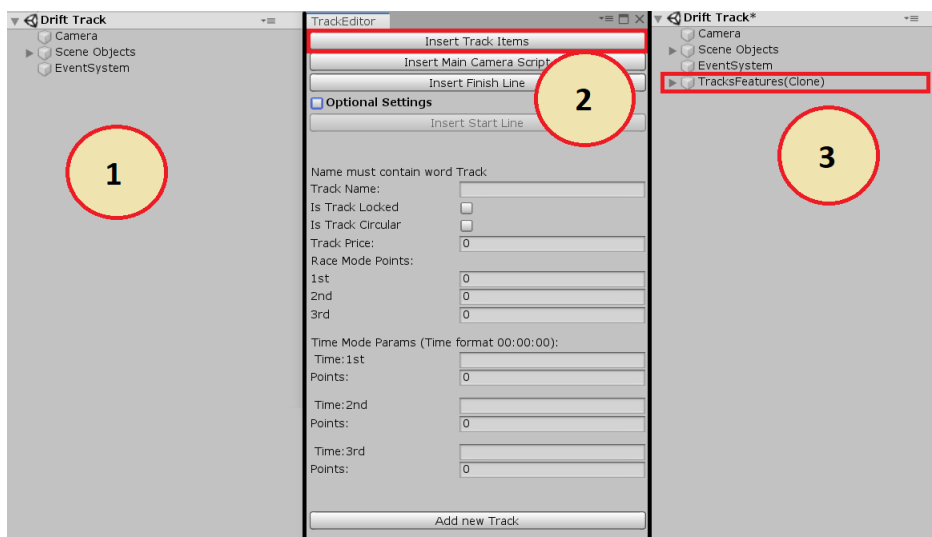 Drift Track
Camera
Scene Objects
EventSystem
1
TrackEditor
Insert Track Items
Insert Main Camera Script
Insert Finish Line
Optional Settings
Insert Start Line
2
Name must contain word Track
Track Name:
Is Track Locked
Is Track Circular
Track Price: 0
Race Mode Points:
1st 0
2nd 0
3rd 0
Time Mode Params (Time format 00:00:00):
Time:1st
Points: 0
Time:2nd
Points: 0
Time:3rd
Points: 0
Add new Track
Drift Track*
Camera
Scene Objects
EventSystem
TracksFeatures(Clone)
3